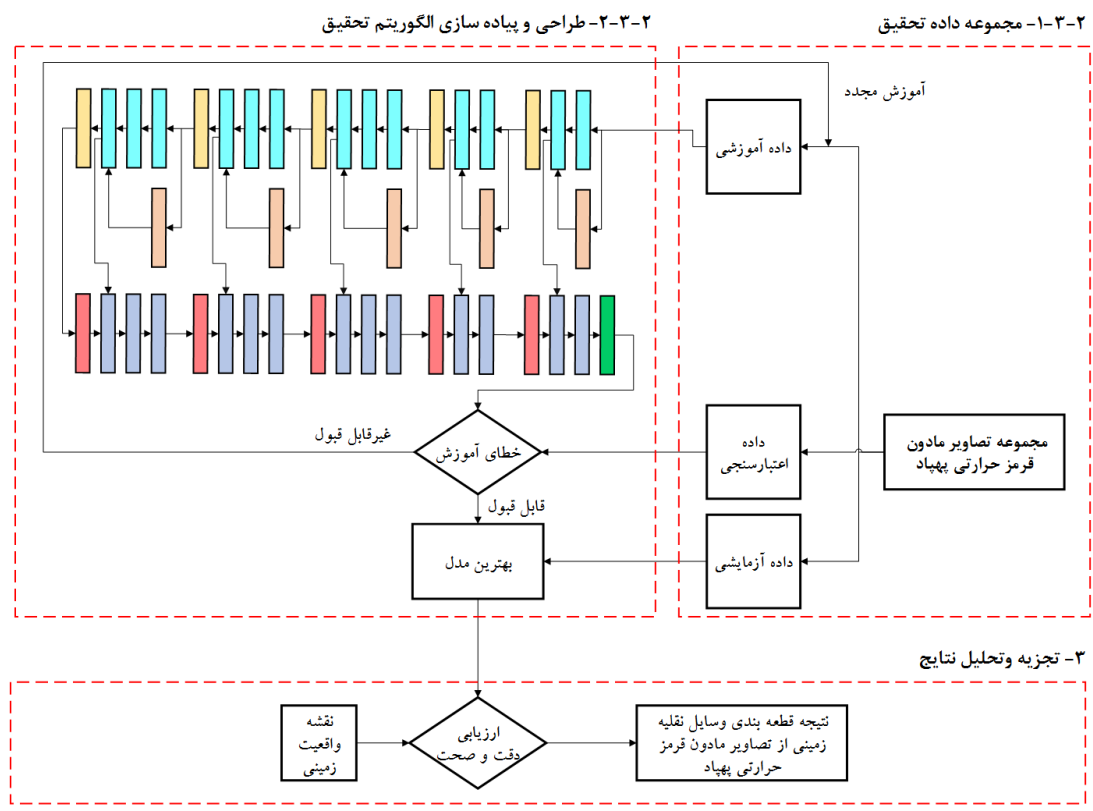 ۲-۳-۱- مجموعه داده تحقیق
۲-۳-۲- طراحی و پیاده سازی الگوریتم تحقیق
آموزش مجدد
داده آموزشی
مجموعه تصاویر مادون
قرمز حرارتی پهپاد
داده
اعتبارسنجی
داده آزمایشی
خطای آموزش
غیرقابل قبول
قابل قبول
بهترین مدل
۳- تجزیه وتحلیل نتایج
نقشه
واقعیت
زمینی
ارزیابی
دقت و صحت
نتیجه قطعه بندی وسایل نقلیه
زمینی از تصاویر مادون قرمز
حرارتی پهپاد